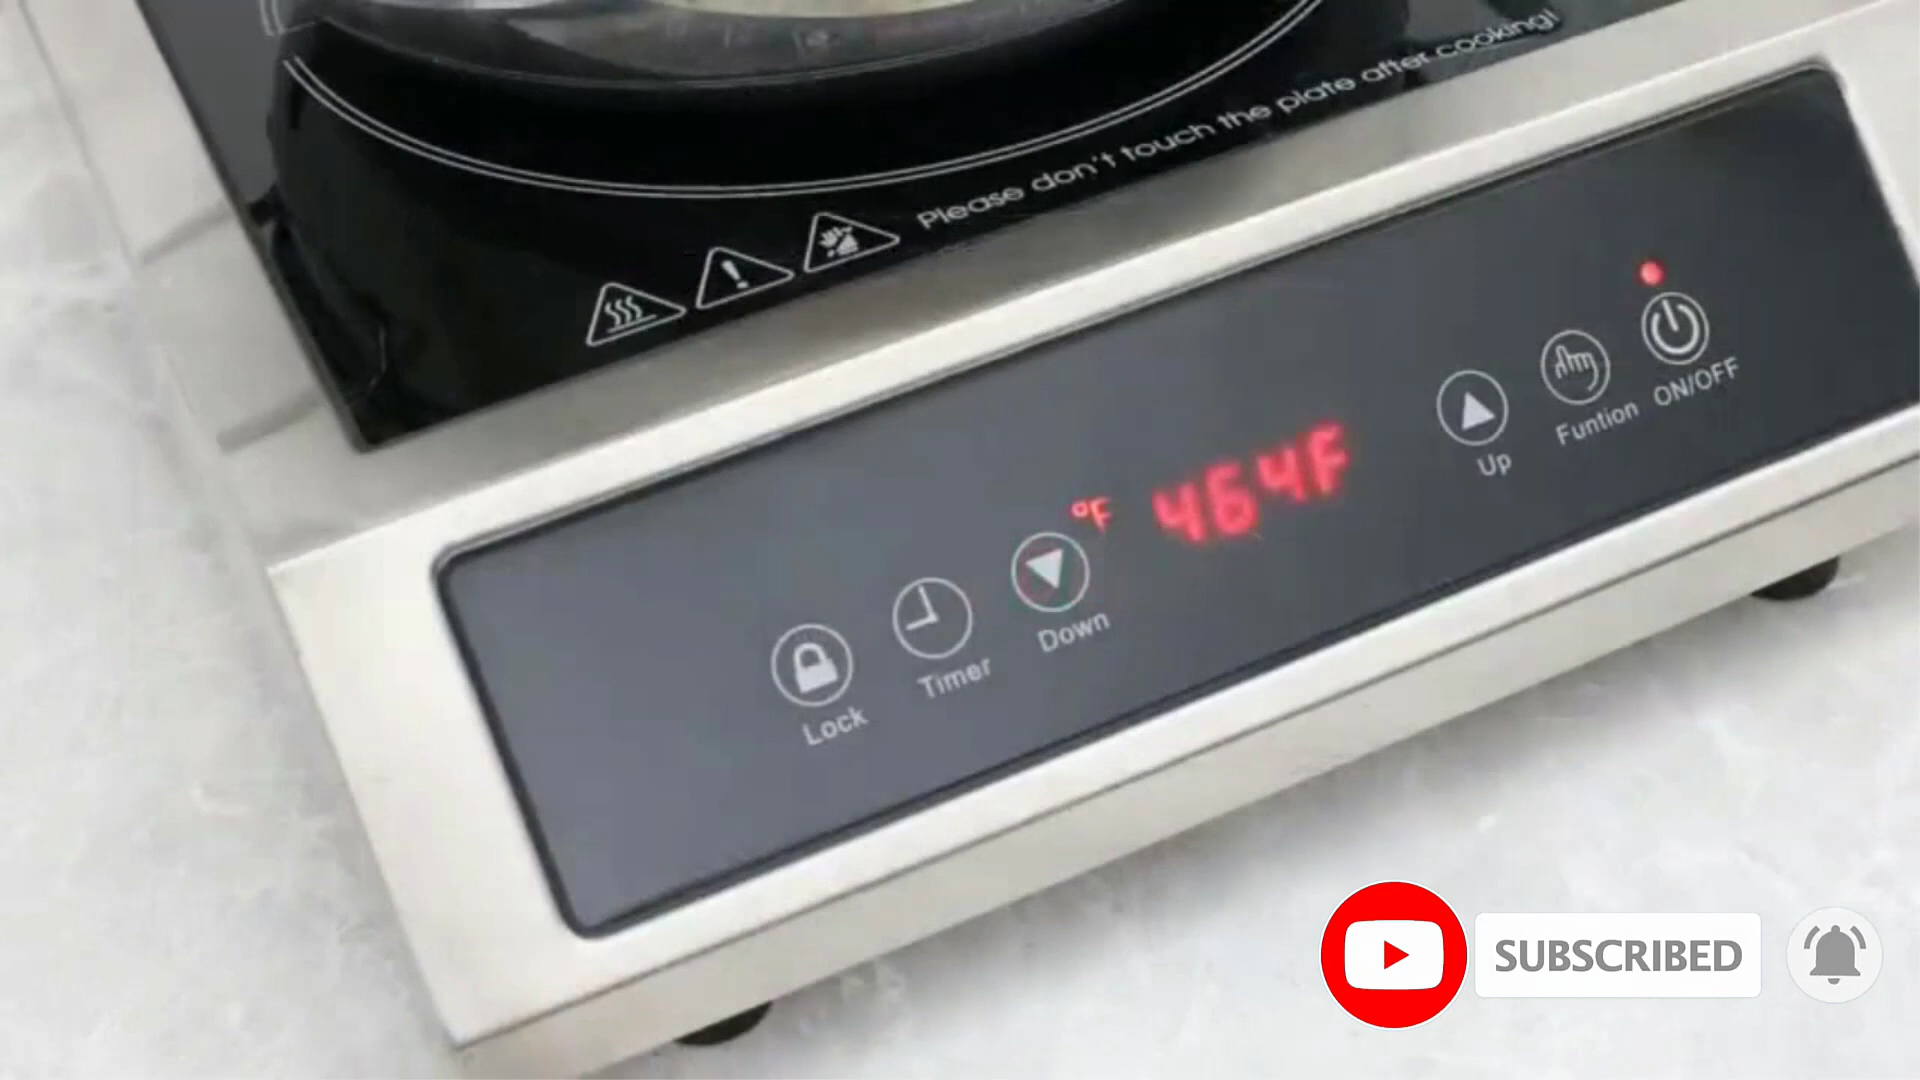 Please don't touch the plate after cooking!
ON/OFF
Funtion
Up
°F
464F
Down
Timer
Lock
SUBSCRIBED